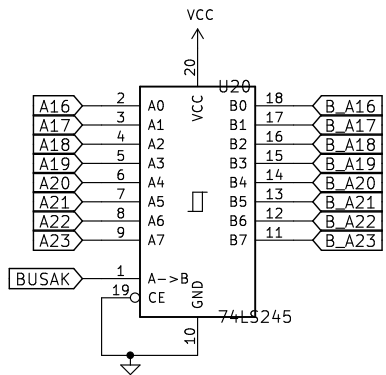 VCC
20
U20
VCC
A16 2 A0 B0 18 B_A16
A17 3 A1 B1 17 B_A17
A18 4 A2 B2 16 B_A18
A19 5 A3 B3 15 B_A19
A20 6 A4 B4 14 B_A20
A21 7 A5 B5 13 B_A21
A22 8 A6 B6 12 B_A22
A23 9 A7 B7 11 B_A23
BUSAK 1 A->B
19 CE
GND
74LS245
10